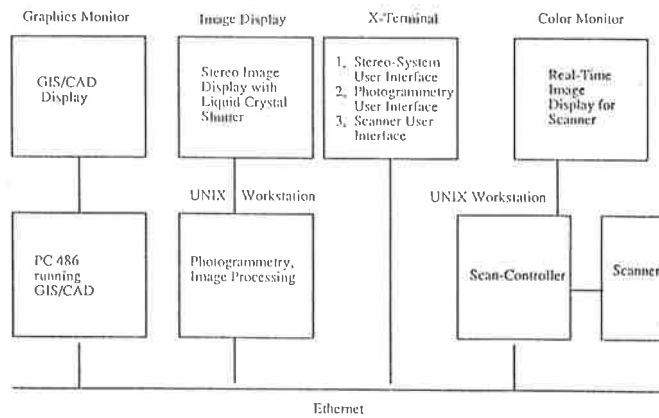 Graphics Monitor
Image Display
X-Terminal
Color Monitor
GIS/CAD
Display
Stereo Image
Display with
Liquid Crystal
Shutter
1. Stereo-System
User Interface
2. Photogrammetry
User Interface
3. Scanner User
Interface
Real-Time
Image
Display for
Scanner
UNIX Workstation
UNIX Workstation
PC 486
running
GIS/CAD
Photogrammetry,
Image Processing
Scan-Controller
Scanner
Ethernet